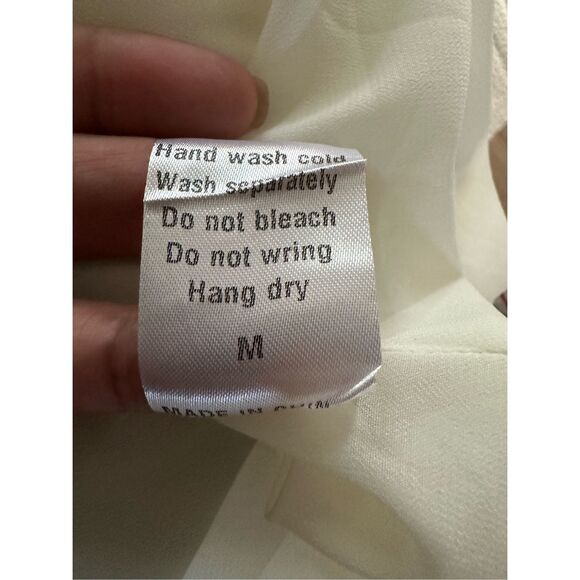 Hand wash cold
Wash separately
Do not bleach
Do not wring
Hang dry
M
MADE IN